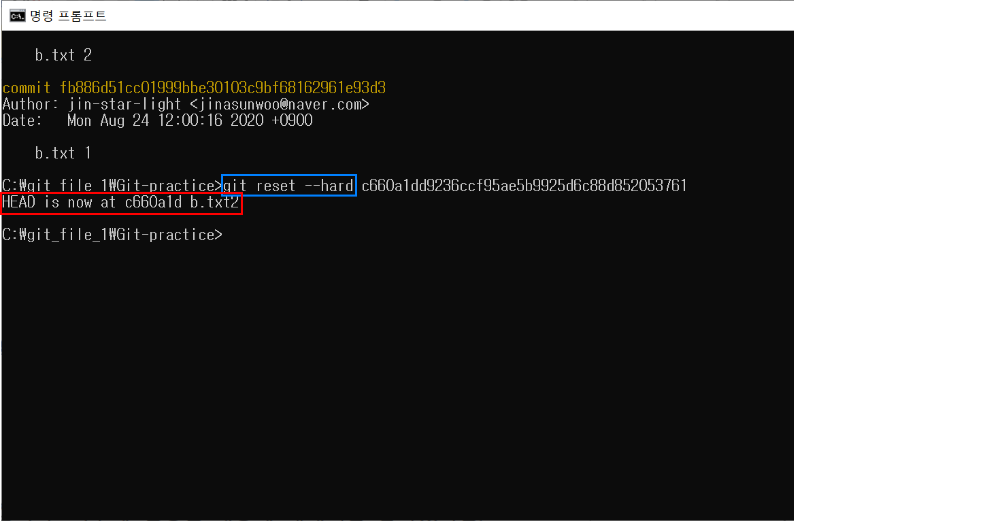 명령 프롬프트
b.txt 2
commit fb886d51cc01999bbe30103c9bf68162961e93d3
Author: jin-star-light <jinasunwoo@naver.com>
Date:   Mon Aug 24 12:00:16 2020 +0900
b.txt 1
C:₩git_file_1₩Git-practice>git reset --hard c660a1dd9236ccf95ae5b9925d6c88d852053761
HEAD is now at c660a1d b.txt2
C:₩git_file_1₩Git-practice>